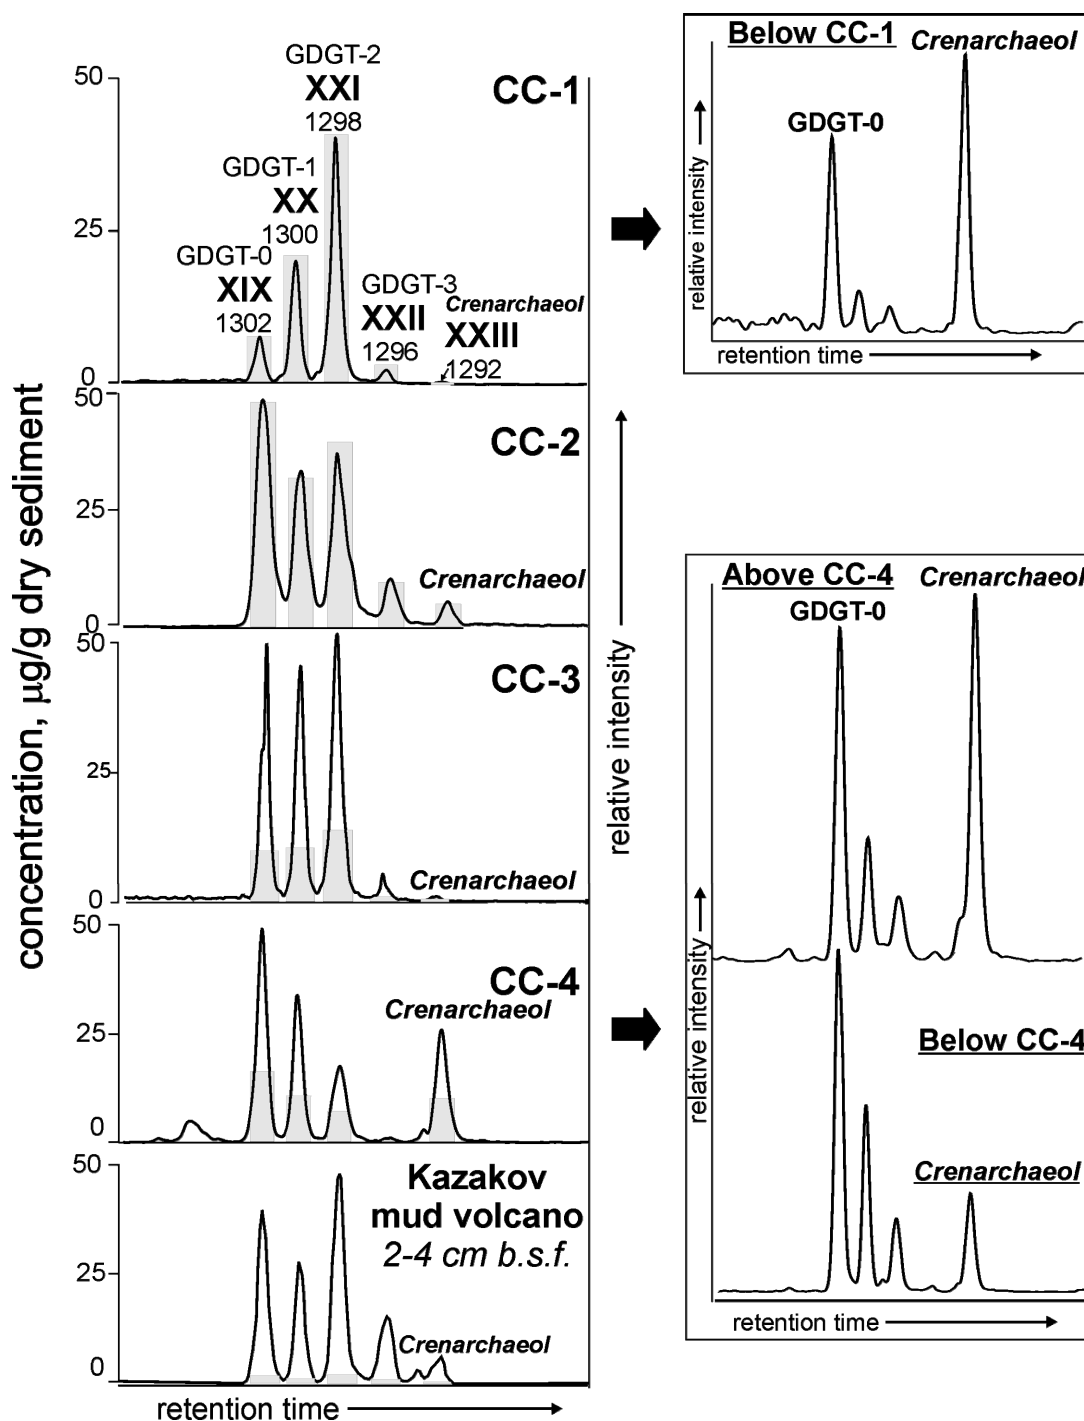 concentration, µg/g dry sediment
50
25
0
CC-1
GDGT-2
XXI
1298
GDGT-1
XX
1300
GDGT-0
XIX
1302
GDGT-3
XXII
1296
Crenarchaeol
XXIII
1292
50
25
0
CC-2
Crenarchaeol
50
25
0
CC-3
Crenarchaeol
50
25
0
CC-4
Crenarchaeol
50
25
0
Kazakov
mud volcano
2-4 cm b.s.f.
Crenarchaeol
retention time
relative intensity
Below CC-1
Crenarchaeol
GDGT-0
relative intensity
retention time
Above CC-4
Crenarchaeol
GDGT-0
relative intensity
Below CC-4
Crenarchaeol
retention time